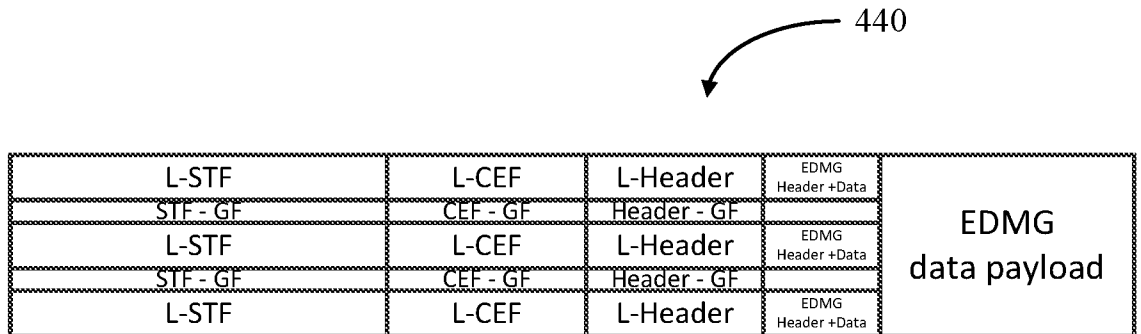 440
L-STF L-CEF L-Header EDMG Header +Data
STF - GF CEF - GF Header - GF
L-STF L-CEF L-Header EDMG Header +Data
STF - GF CEF - GF Header - GF
L-STF L-CEF L-Header EDMG Header +Data
EDMG
data payload